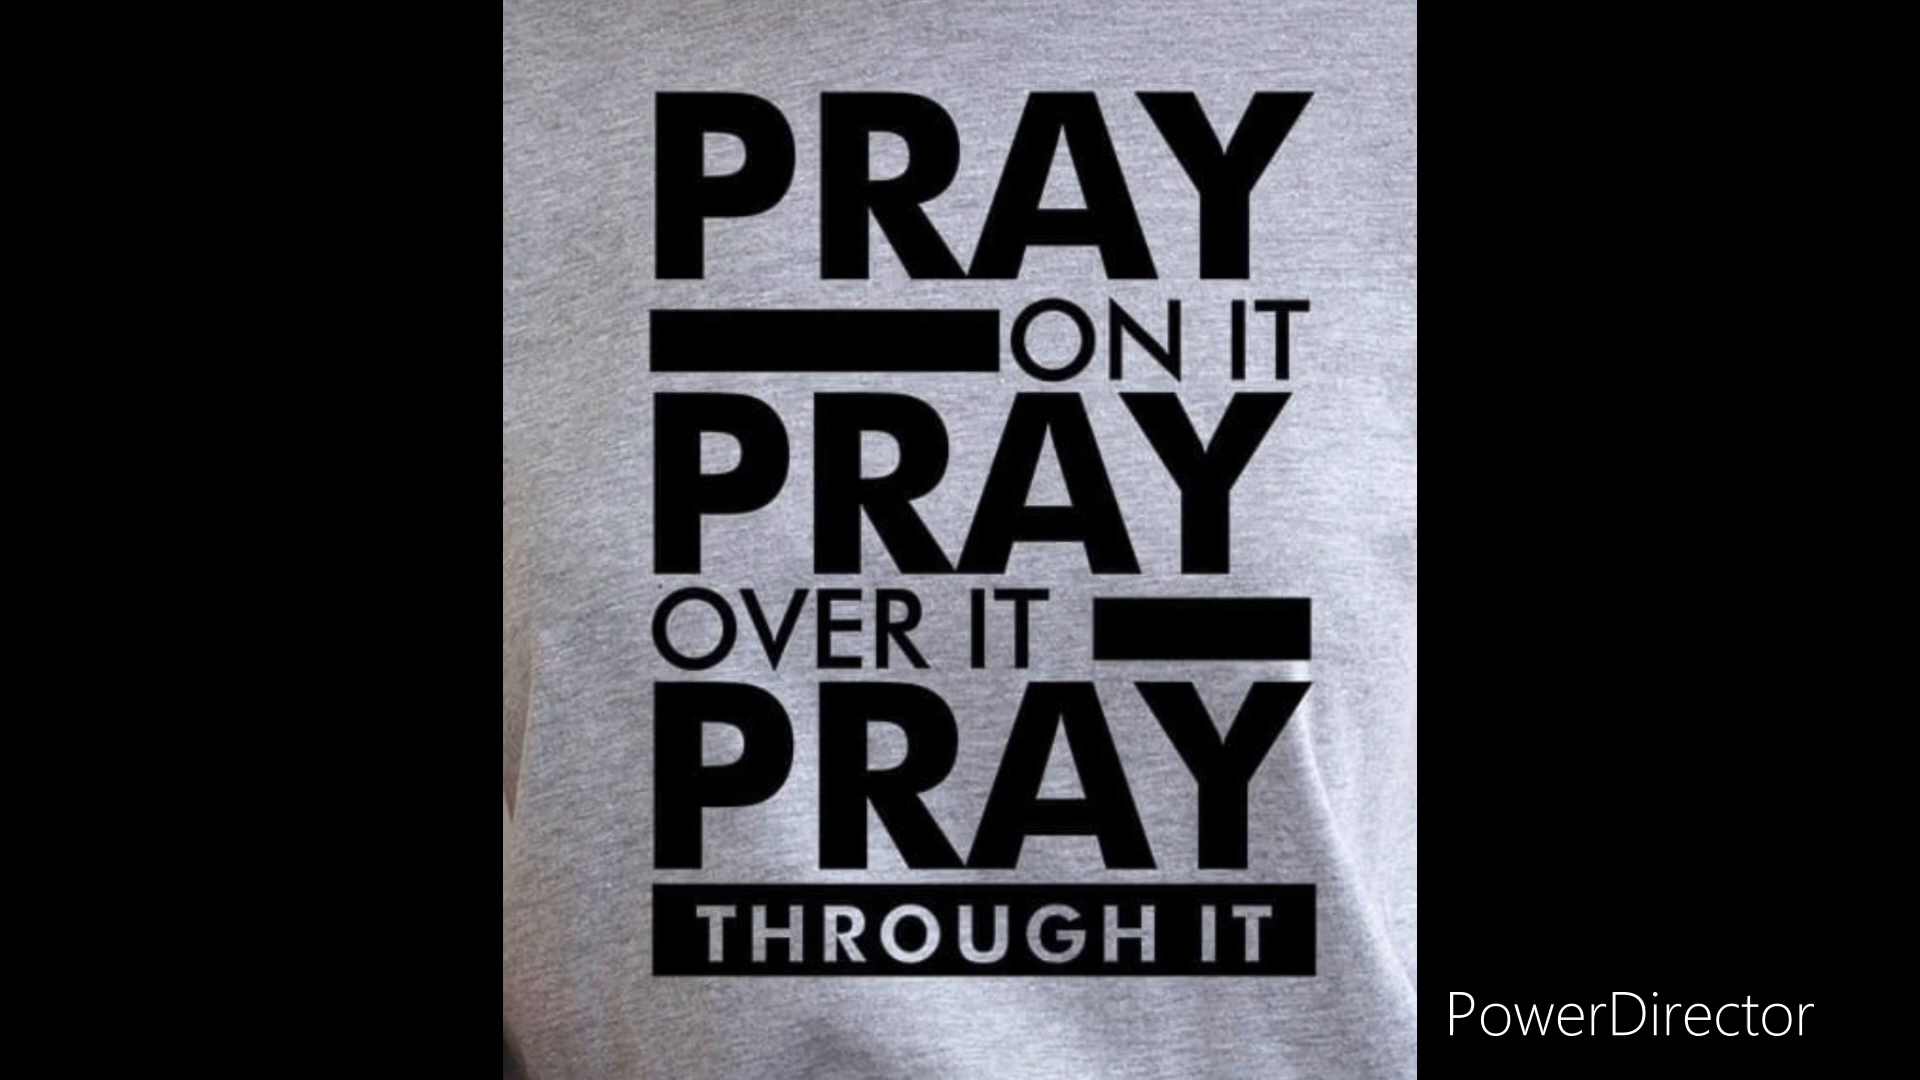 PRAY
ON IT
PRAY
OVER IT
PRAY
THROUGH IT
PowerDirector